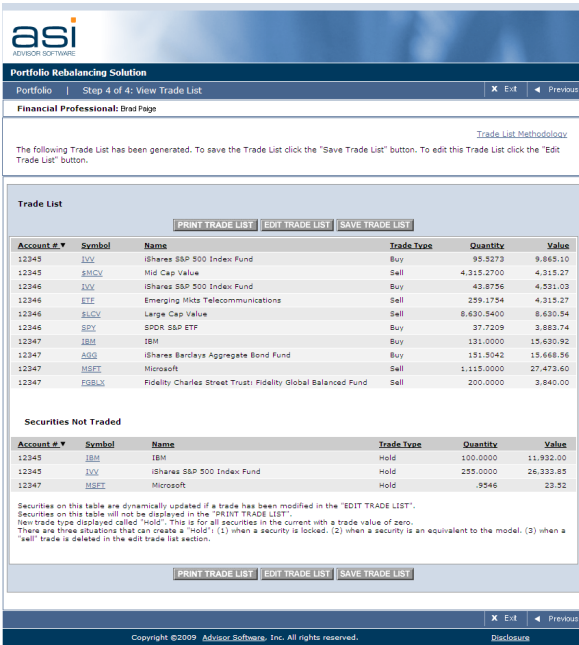 asi
ADVISOR SOFTWARE
Portfolio Rebalancing Solution
Portfolio | Step 4 of 4: View Trade List X Exit ◄ Previous
Financial Professional: Brad Paige
Trade List Methodology
The following Trade List has been generated. To save the Trade List click the "Save Trade List" button. To edit this Trade List click the "Edit
Trade List" button.
Trade List
PRINT TRADE LIST EDIT TRADE LIST SAVE TRADE LIST
Account # ▼ Symbol Name Trade Type Quantity Value
12345 IVV iShares S&P 500 Index Fund Buy 95.5273 9,865.10
12345 $MCV Mid Cap Value Sell 4,315.2700 4,315.27
12346 IVV iShares S&P 500 Index Fund Buy 43.8756 4,531.03
12346 ETF Emerging Mkts Telecommunications Sell 259.1754 4,315.27
12346 $LCV Large Cap Value Sell 8,630.5400 8,630.54
12346 SPY SPDR S&P ETF Buy 37.7209 3,883.74
12347 IBM IBM Buy 131.0000 15,630.92
12347 AGG iShares Barclays Aggregate Bond Fund Buy 151.5042 15,668.56
12347 MSFT Microsoft Sell 1,115.0000 27,473.60
12347 FGBLX Fidelity Charles Street Trust: Fidelity Global Balanced Fund Sell 200.0000 3,840.00
Securities Not Traded
Account # ▼ Symbol Name Trade Type Quantity Value
12345 IBM IBM Hold 100.0000 11,932.00
12345 IVV iShares S&P 500 Index Fund Hold 255.0000 26,333.85
12347 MSFT Microsoft Hold .9546 23.52
Securities on this table are dynamically updated if a trade has been modified in the "EDIT TRADE LIST".
Securities on this table will not be displayed in the "PRINT TRADE LIST".
New trade type displayed called "Hold". This is for all securities in the current with a trade value of zero.
There are three situations that can create a "Hold": (1) when a security is locked. (2) when a security is an equivalent to the model. (3) when a
"sell" trade is deleted in the edit trade list section.
PRINT TRADE LIST EDIT TRADE LIST SAVE TRADE LIST
X Exit ◄ Previous
Copyright ©2009 Advisor Software, Inc. All rights reserved. Disclosure